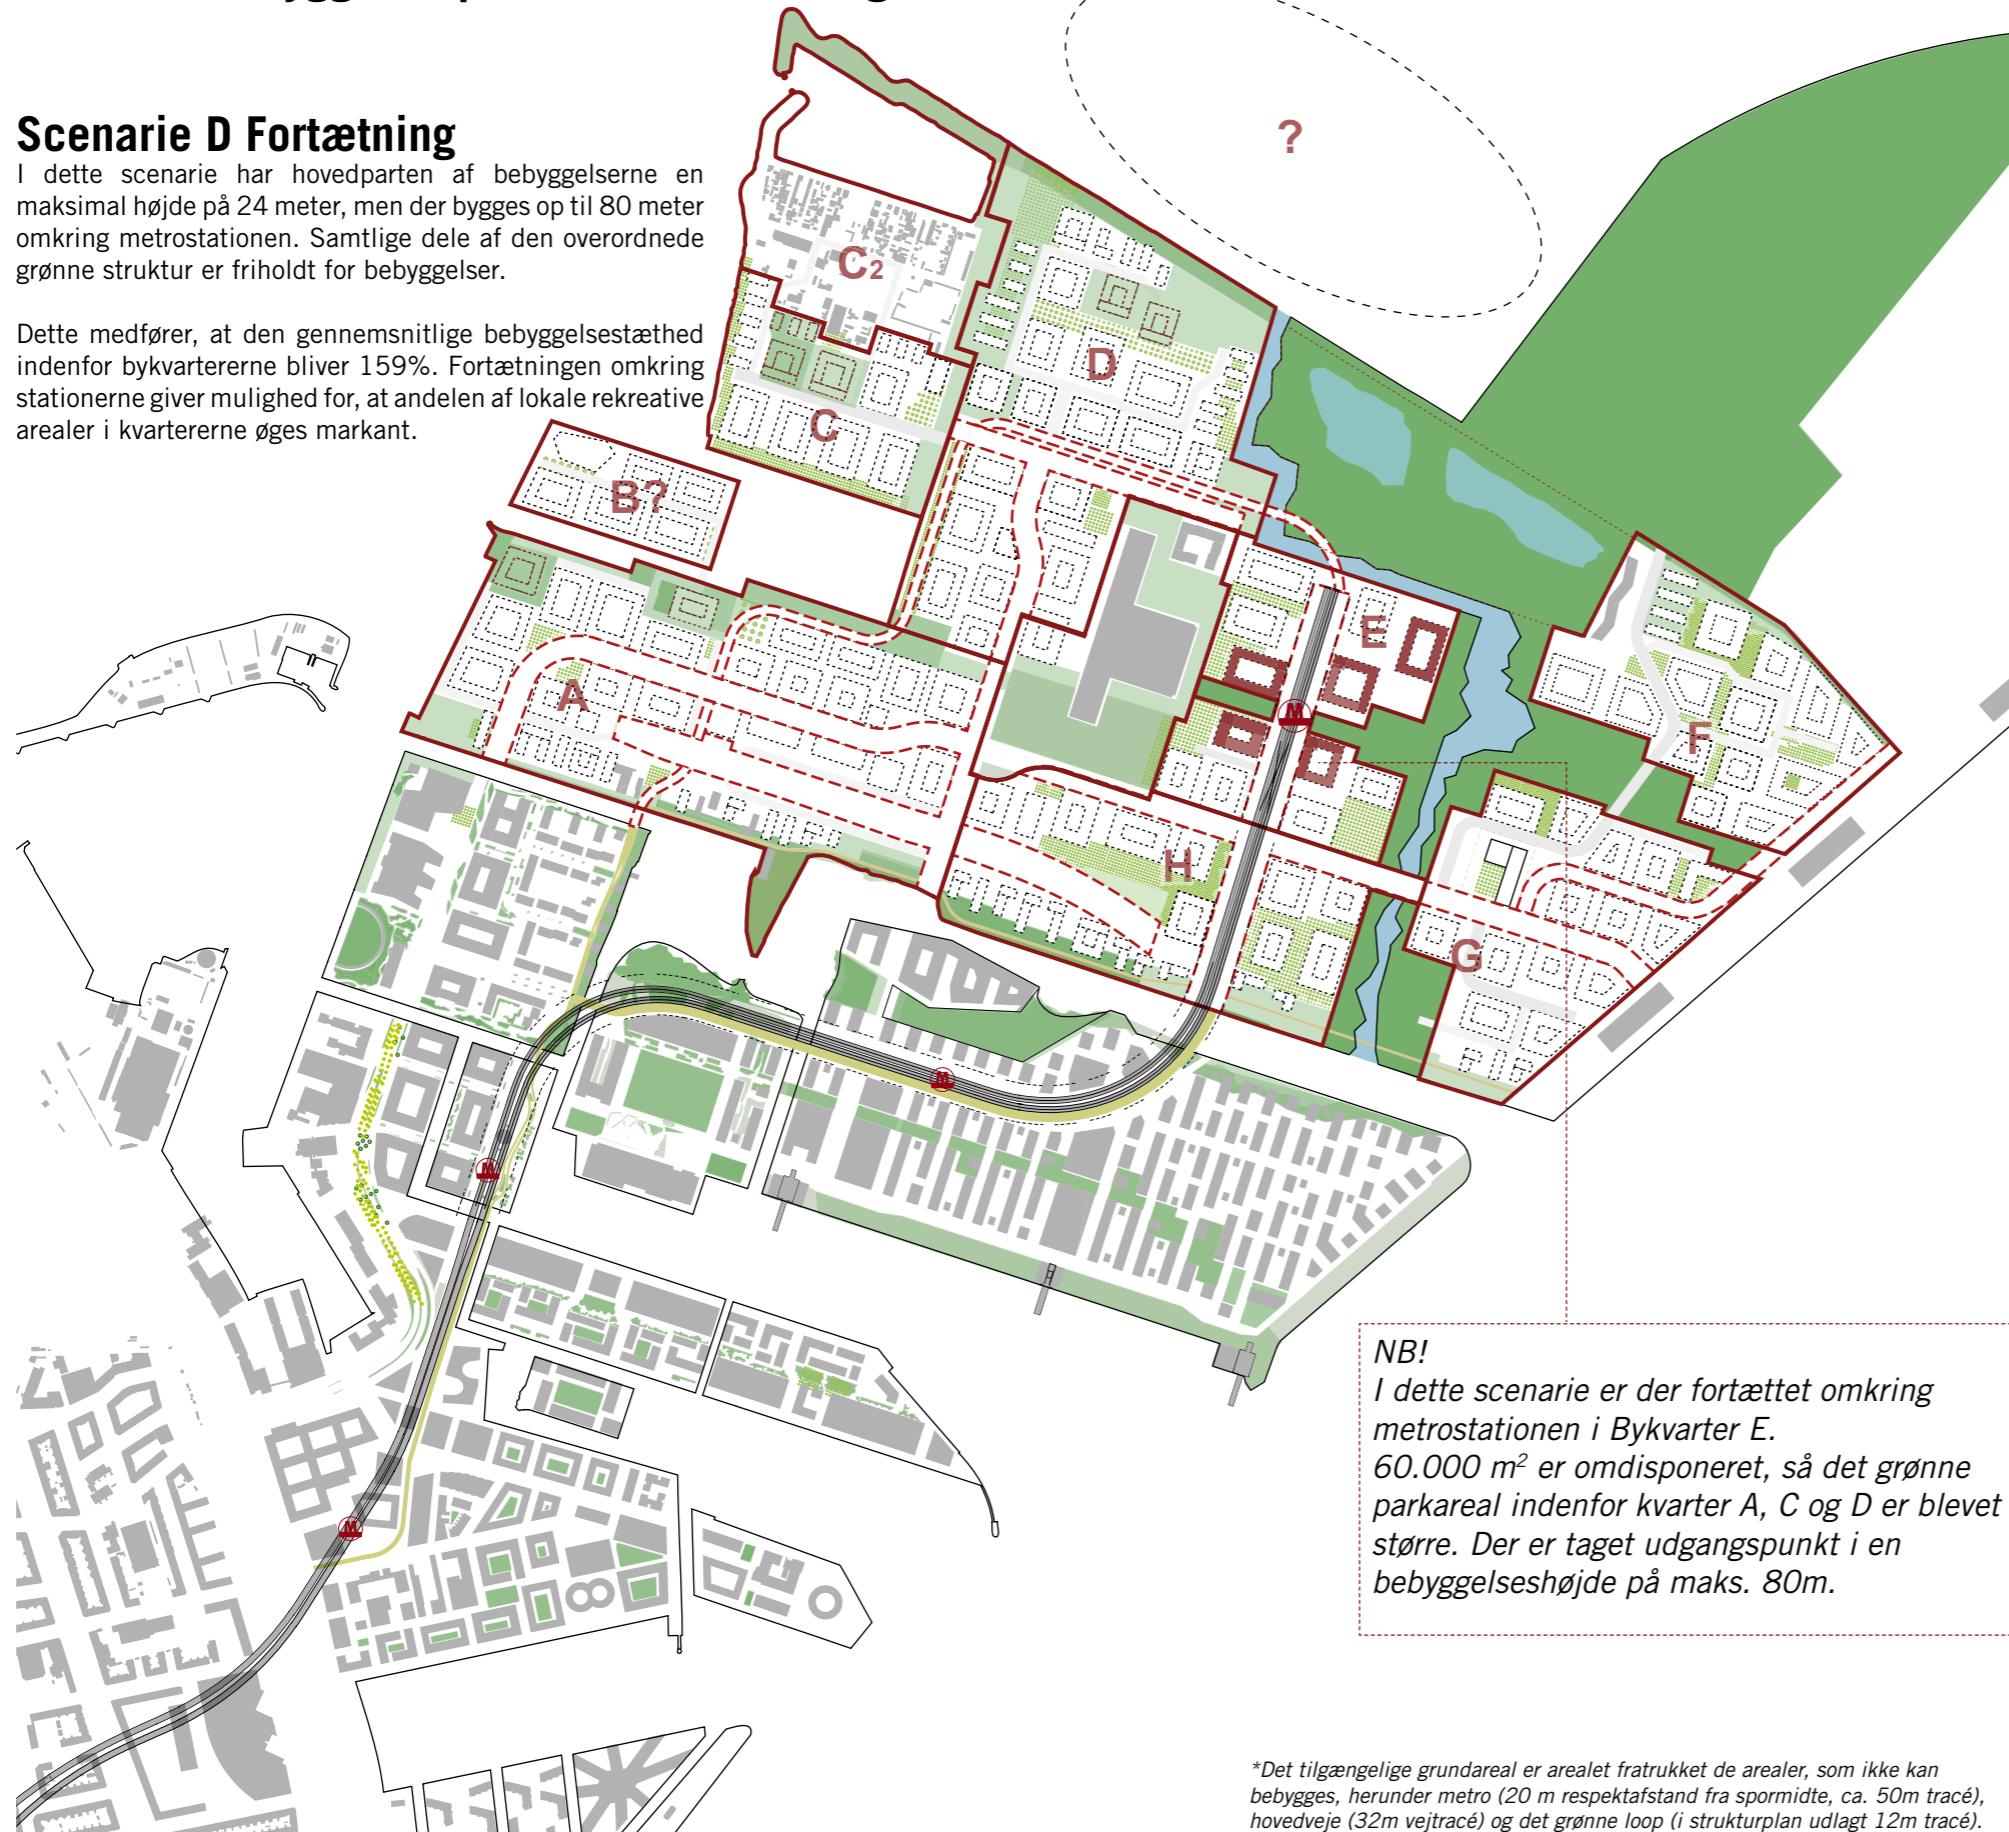 Scenarie D Fortætning
I dette scenarie har hovedparten af bebyggelserne en
maksimal højde på 24 meter, men der bygges op til 80 meter
omkring metrostationen. Samtlige dele af den overordnede
grønne struktur er friholdt for bebyggelser.
Dette medfører, at den gennemsnitlige bebyggelsestæthed
indenfor bykvartererne bliver 159%. Fortætningen omkring
stationerne giver mulighed for, at andelen af lokale rekreative
arealer i kvartererne øges markant.
?
C2
D
C
B?
E
A
M
F
H
G
M
M
M
NB!
I dette scenarie er der fortættet omkring
metrostationen i Bykvarter E.
60.000 m² er omdisponeret, så det grønne
parkareal indenfor kvarter A, C og D er blevet
større. Der er taget udgangspunkt i en
bebyggelseshøjde på maks. 80m.
*Det tilgængelige grundareal er arealet fratrukket de arealer, som ikke kan
bebygges, herunder metro (20 m respektafstand fra spormidte, ca. 50m tracé),
hovedveje (32m vejtracé) og det grønne loop (i strukturplan udlagt 12m tracé).